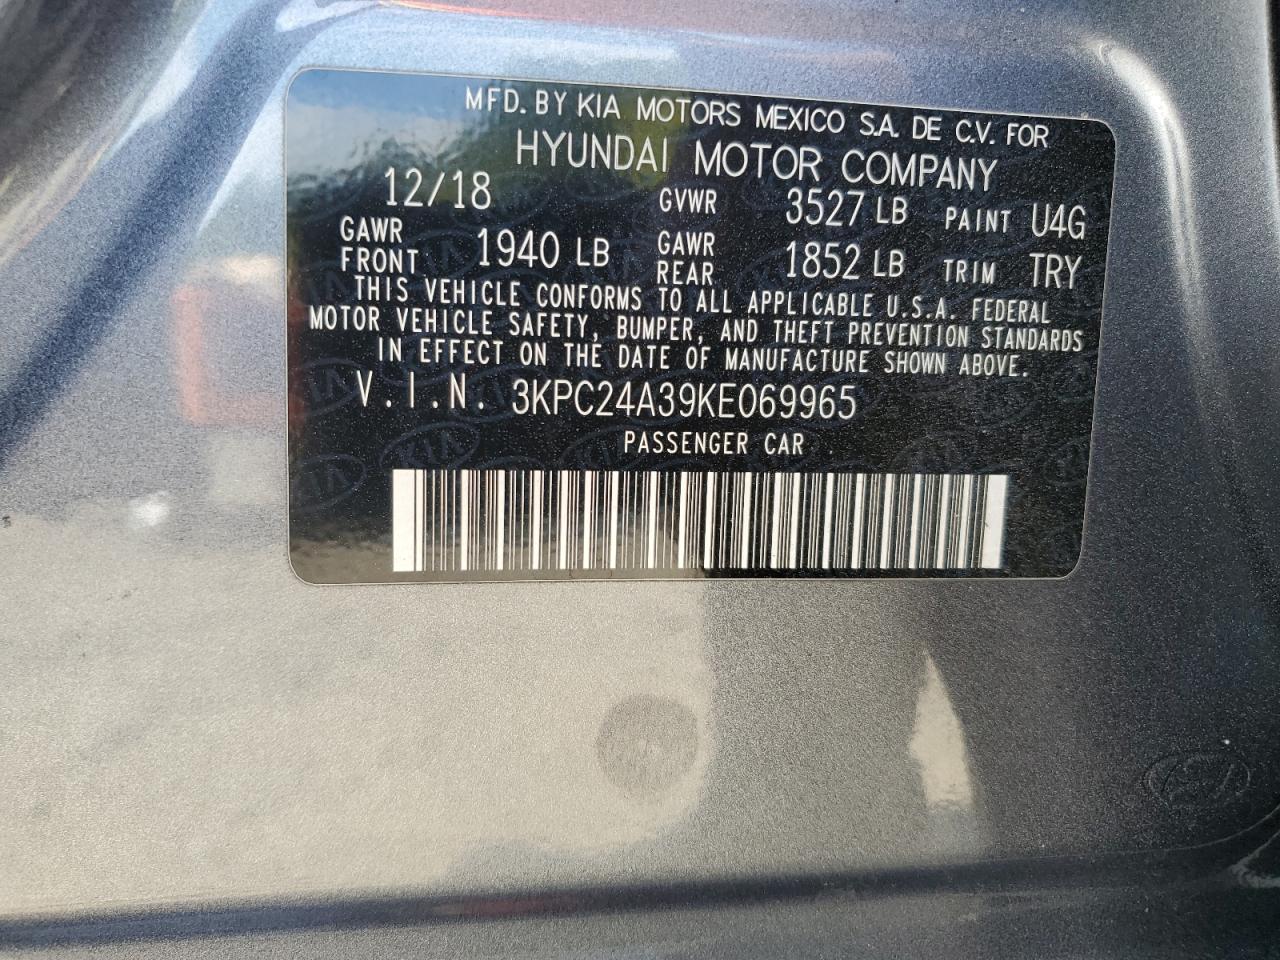 MFD. BY KIA MOTORS MEXICO S.A. DE C.V. FOR
HYUNDAI MOTOR COMPANY
12/18 GVWR 3527 LB PAINT U4G
GAWR FRONT 1940 LB GAWR REAR 1852 LB TRIM TRY
THIS VEHICLE CONFORMS TO ALL APPLICABLE U.S.A. FEDERAL
MOTOR VEHICLE SAFETY, BUMPER, AND THEFT PREVENTION STANDARDS
IN EFFECT ON THE DATE OF MANUFACTURE SHOWN ABOVE.
V.I.N. 3KPC24A39KE069965
PASSENGER CAR